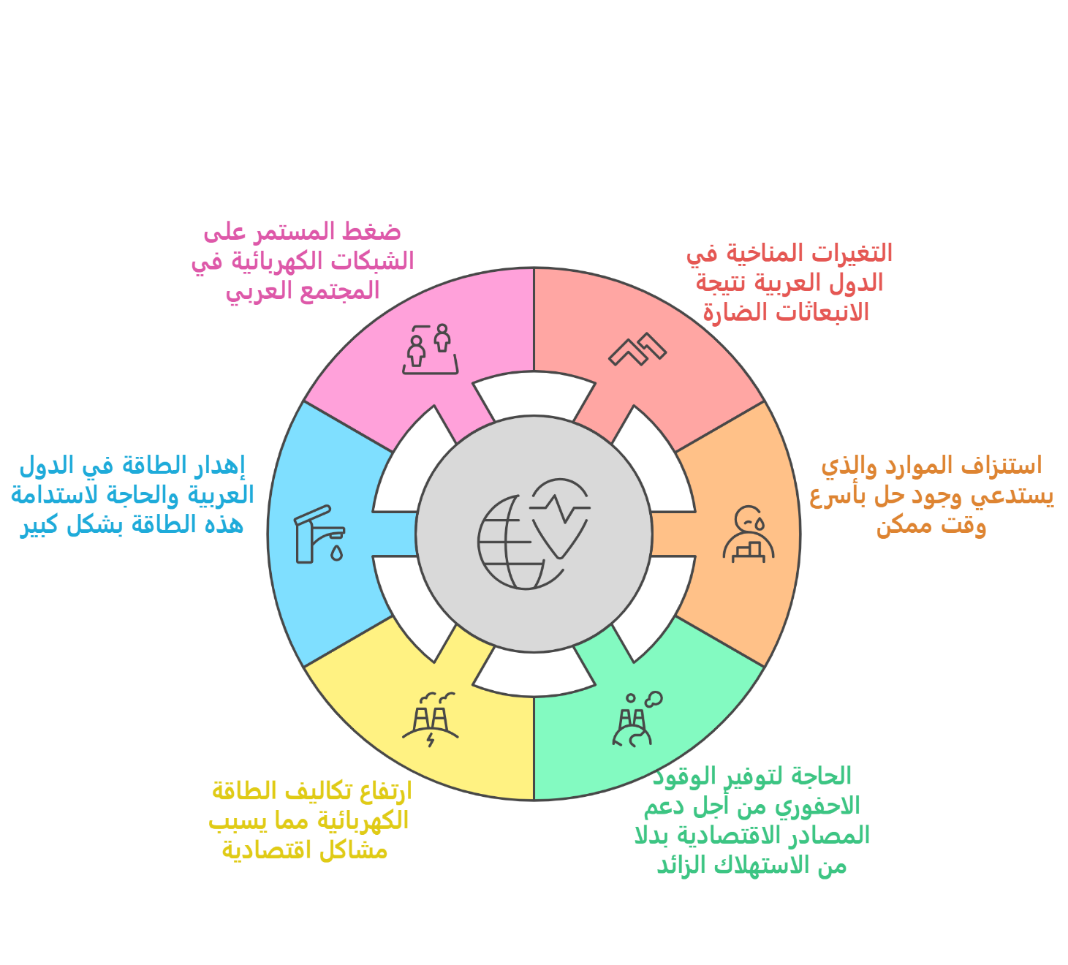 التغيرات المناخية في
الدول العربية نتيجة
الانبعاثات الضارة
استنزاف الموارد والذي
يستدعي وجود حل بأسرع
وقت ممكن
الحاجة لتوفير الوقود
الاحفوري من أجل دعم
المصادر الاقتصادية بدلا
من الاستهلاك الزائد
ارتفاع تكاليف الطاقة
الكهربائية مما يسبب
مشاكل اقتصادية
إهدار الطاقة في الدول
العربية والحاجة لاستدامة
هذه الطاقة بشكل كبير
ضغط المستمر على
الشبكات الكهربائية في
المجتمع العربي